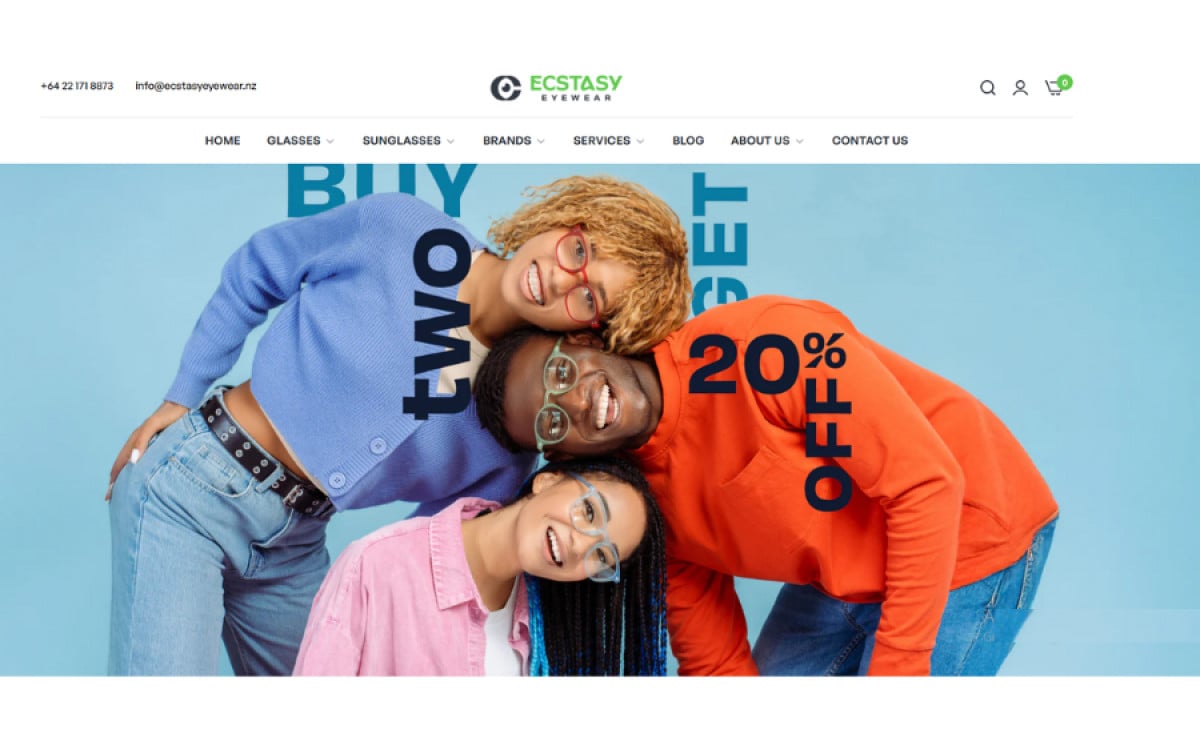 +64 22 171 8873
info@ecstasyeyewear.nz
ECSTASY
EYEWEAR
0
HOME
GLASSES
SUNGLASSES
BRANDS
SERVICES
BLOG
ABOUT US
CONTACT US
BUY
two
GET
20%
OFF